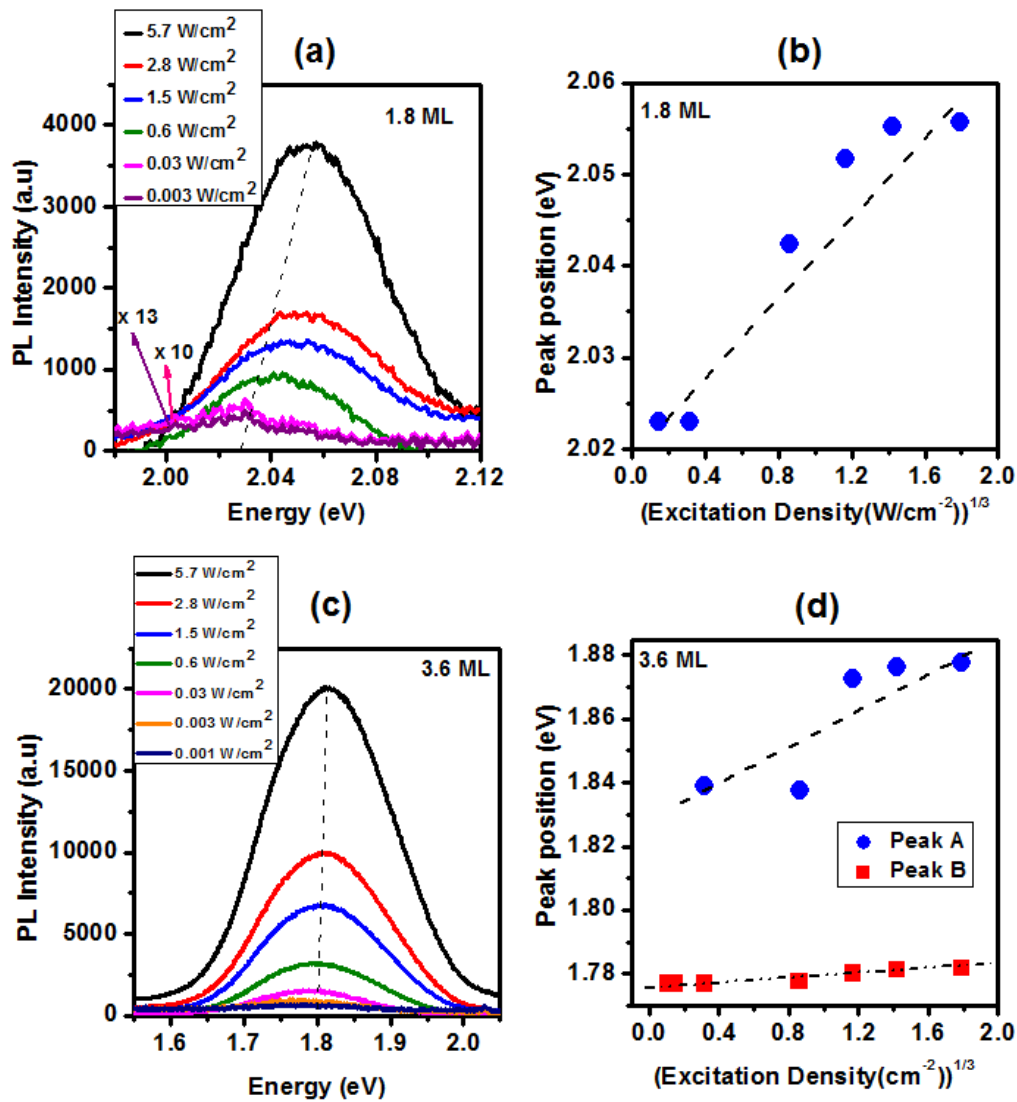 5.7 W/cm²
2.8 W/cm²
1.5 W/cm²
0.6 W/cm²
0.03 W/cm²
0.003 W/cm²
(a)
1.8 ML
x 13
x 10
4000
3000
2000
1000
0
2.00
2.04
2.08
2.12
PL Intensity (a.u)
Energy (eV)
(b)
1.8 ML
2.06
2.05
2.04
2.03
2.02
0.0
0.4
0.8
1.2
1.6
2.0
Peak position (eV)
(Excitation Density(W/cm⁻²))¹/³
5.7 W/cm²
2.8 W/cm²
1.5 W/cm²
0.6 W/cm²
0.03 W/cm²
0.003 W/cm²
0.001 W/cm²
(c)
3.6 ML
20000
15000
10000
5000
0
1.6
1.7
1.8
1.9
2.0
PL Intensity (a.u)
Energy (eV)
(d)
3.6 ML
1.88
1.86
1.84
1.82
1.80
1.78
0.0
0.4
0.8
1.2
1.6
2.0
Peak A
Peak B
Peak position (eV)
(Excitation Density(cm⁻²))¹/³